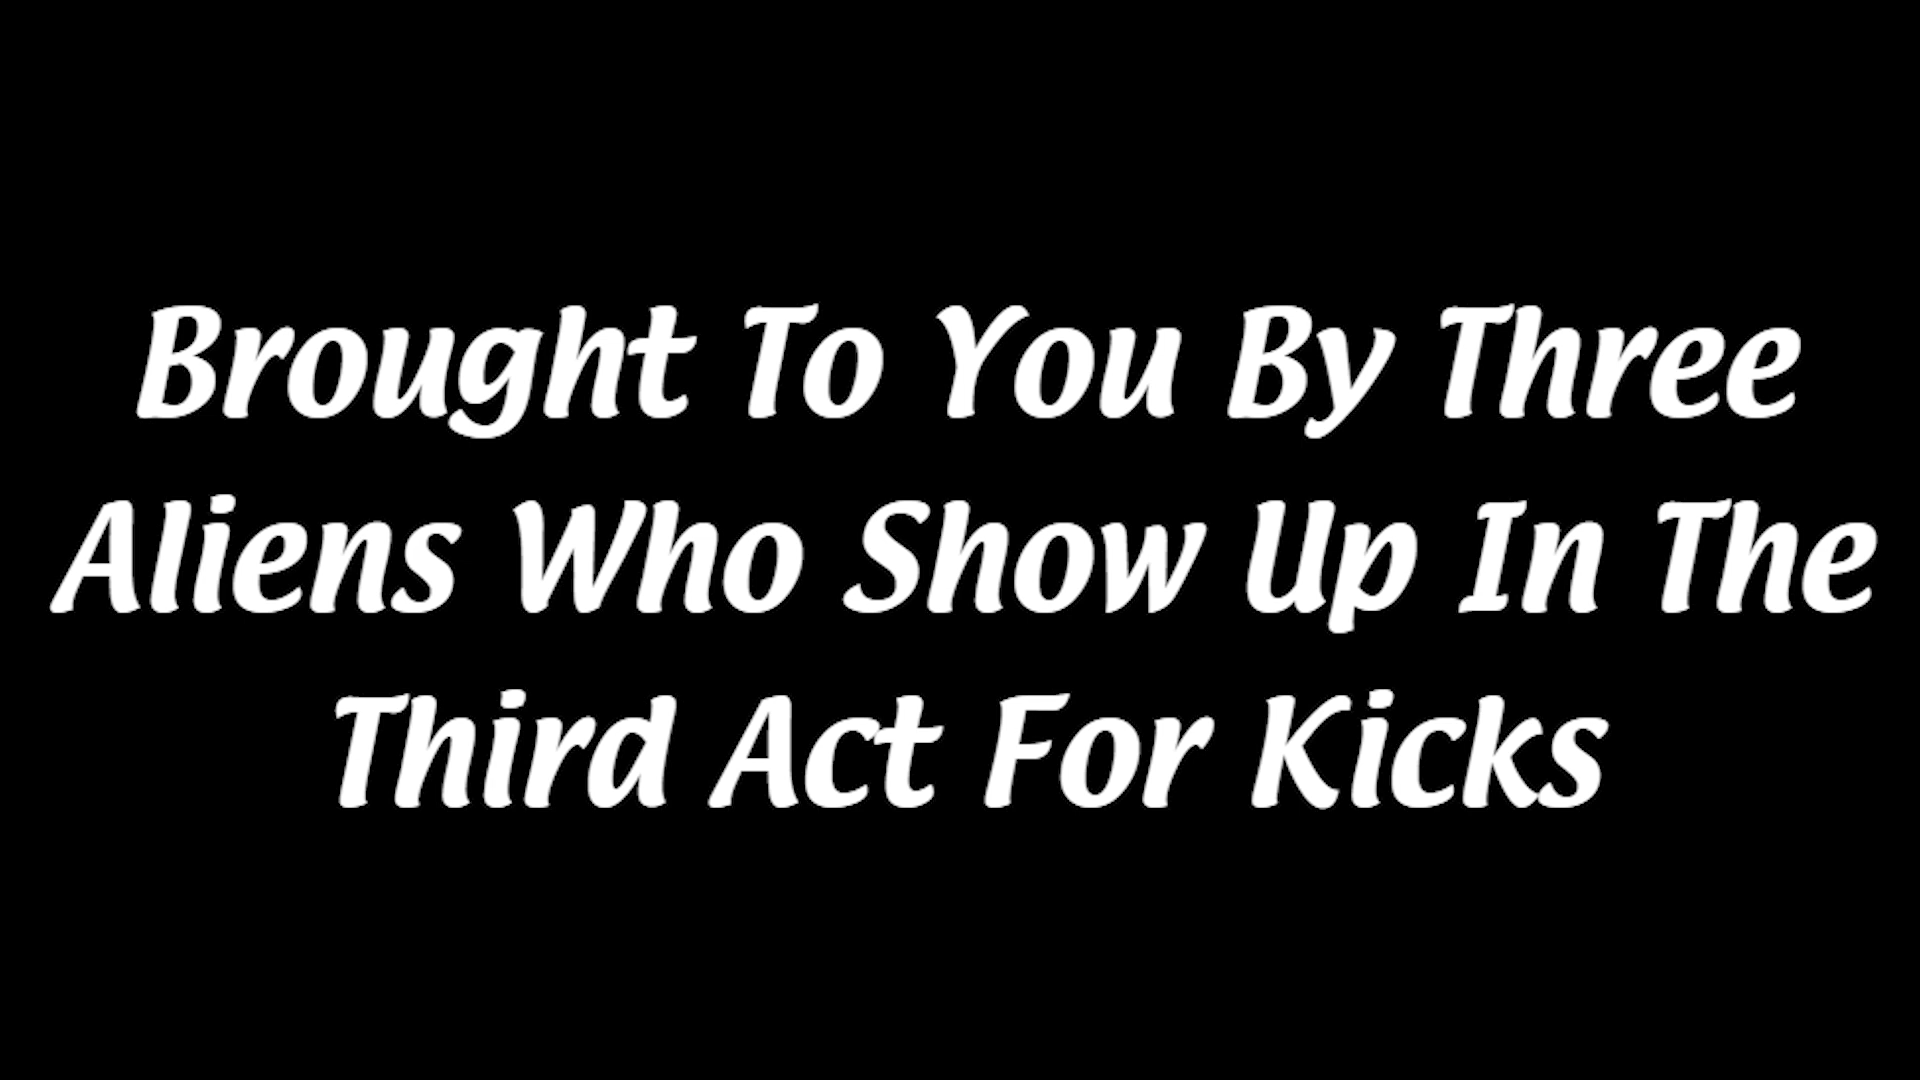 Brought To You By Three
Aliens Who Show Up In The
Third Act For Kicks